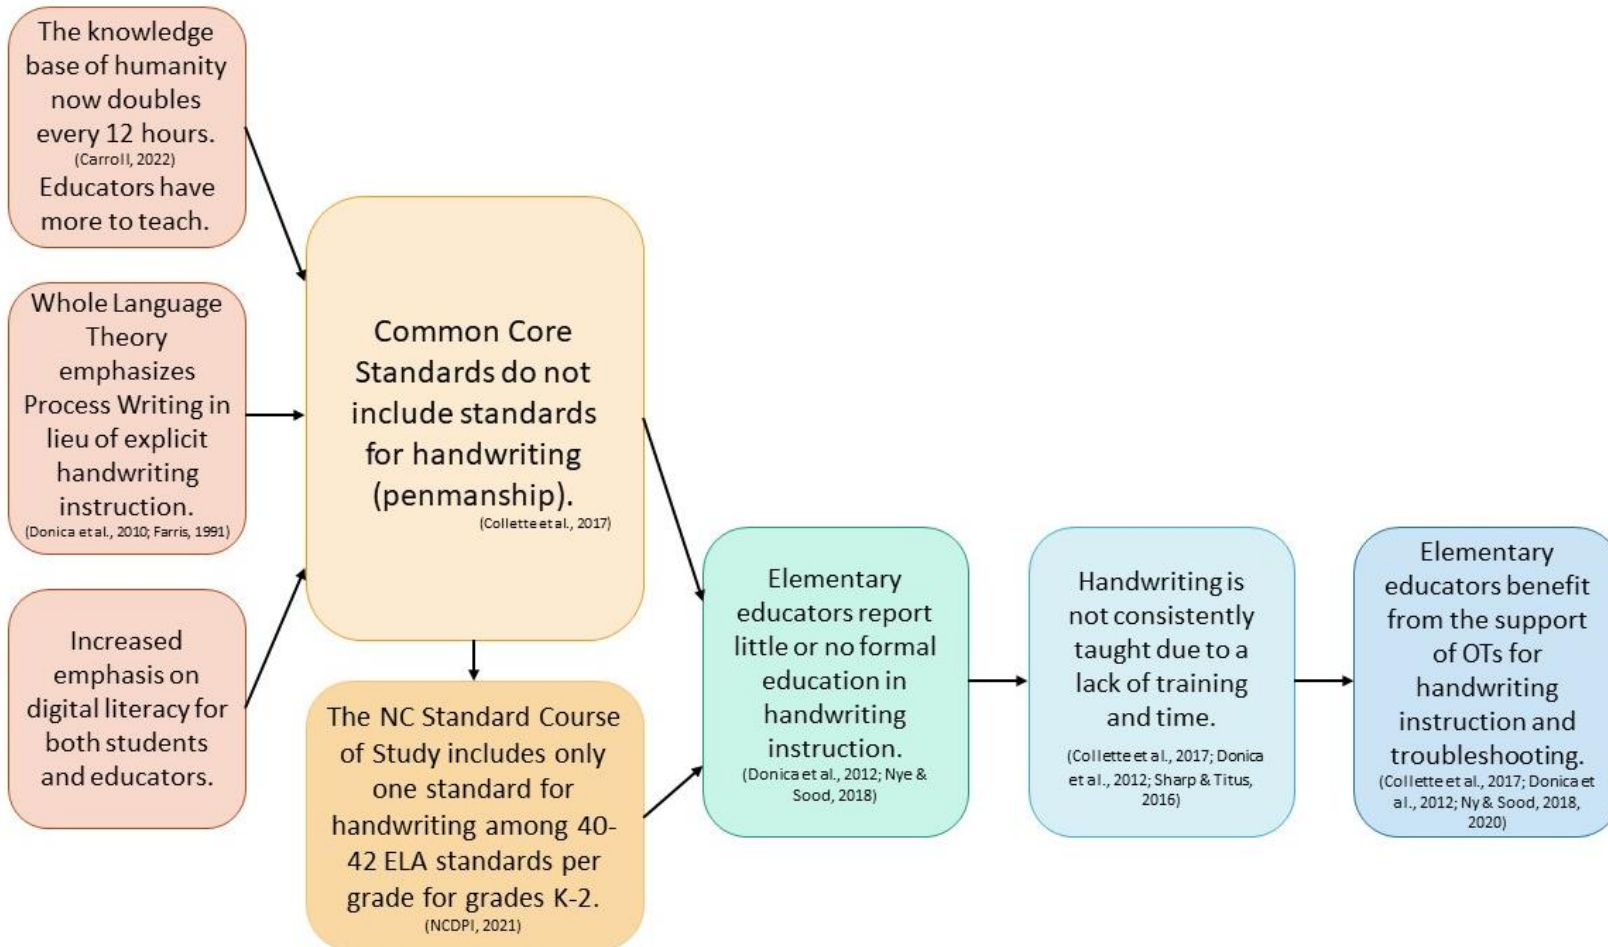 The knowledge
base of humanity
now doubles
every 12 hours.
(Carroll, 2022)
Educators have
more to teach.
Whole Language
Theory
emphasizes
Process Writing in
lieu of explicit
handwriting
instruction.
(Donica et al., 2010; Farris, 1991)
Increased
emphasis on
digital literacy for
both students
and educators.
Common Core
Standards do not
include standards
for handwriting
(penmanship).
(Collette et al., 2017)
The NC Standard Course
of Study includes only
one standard for
handwriting among 40-
42 ELA standards per
grade for grades K-2.
(NCDPI, 2021)
Elementary
educators report
little or no formal
education in
handwriting
instruction.
(Donica et al., 2012; Nye &
Sood, 2018)
Handwriting is
not consistently
taught due to a
lack of training
and time.
(Collette et al., 2017; Donica
et al., 2012; Sharp & Titus,
2016)
Elementary
educators benefit
from the support
of OTs for
handwriting
instruction and
troubleshooting.
(Collette et al., 2017; Donica et
al., 2012; Ny & Sood, 2018,
2020)